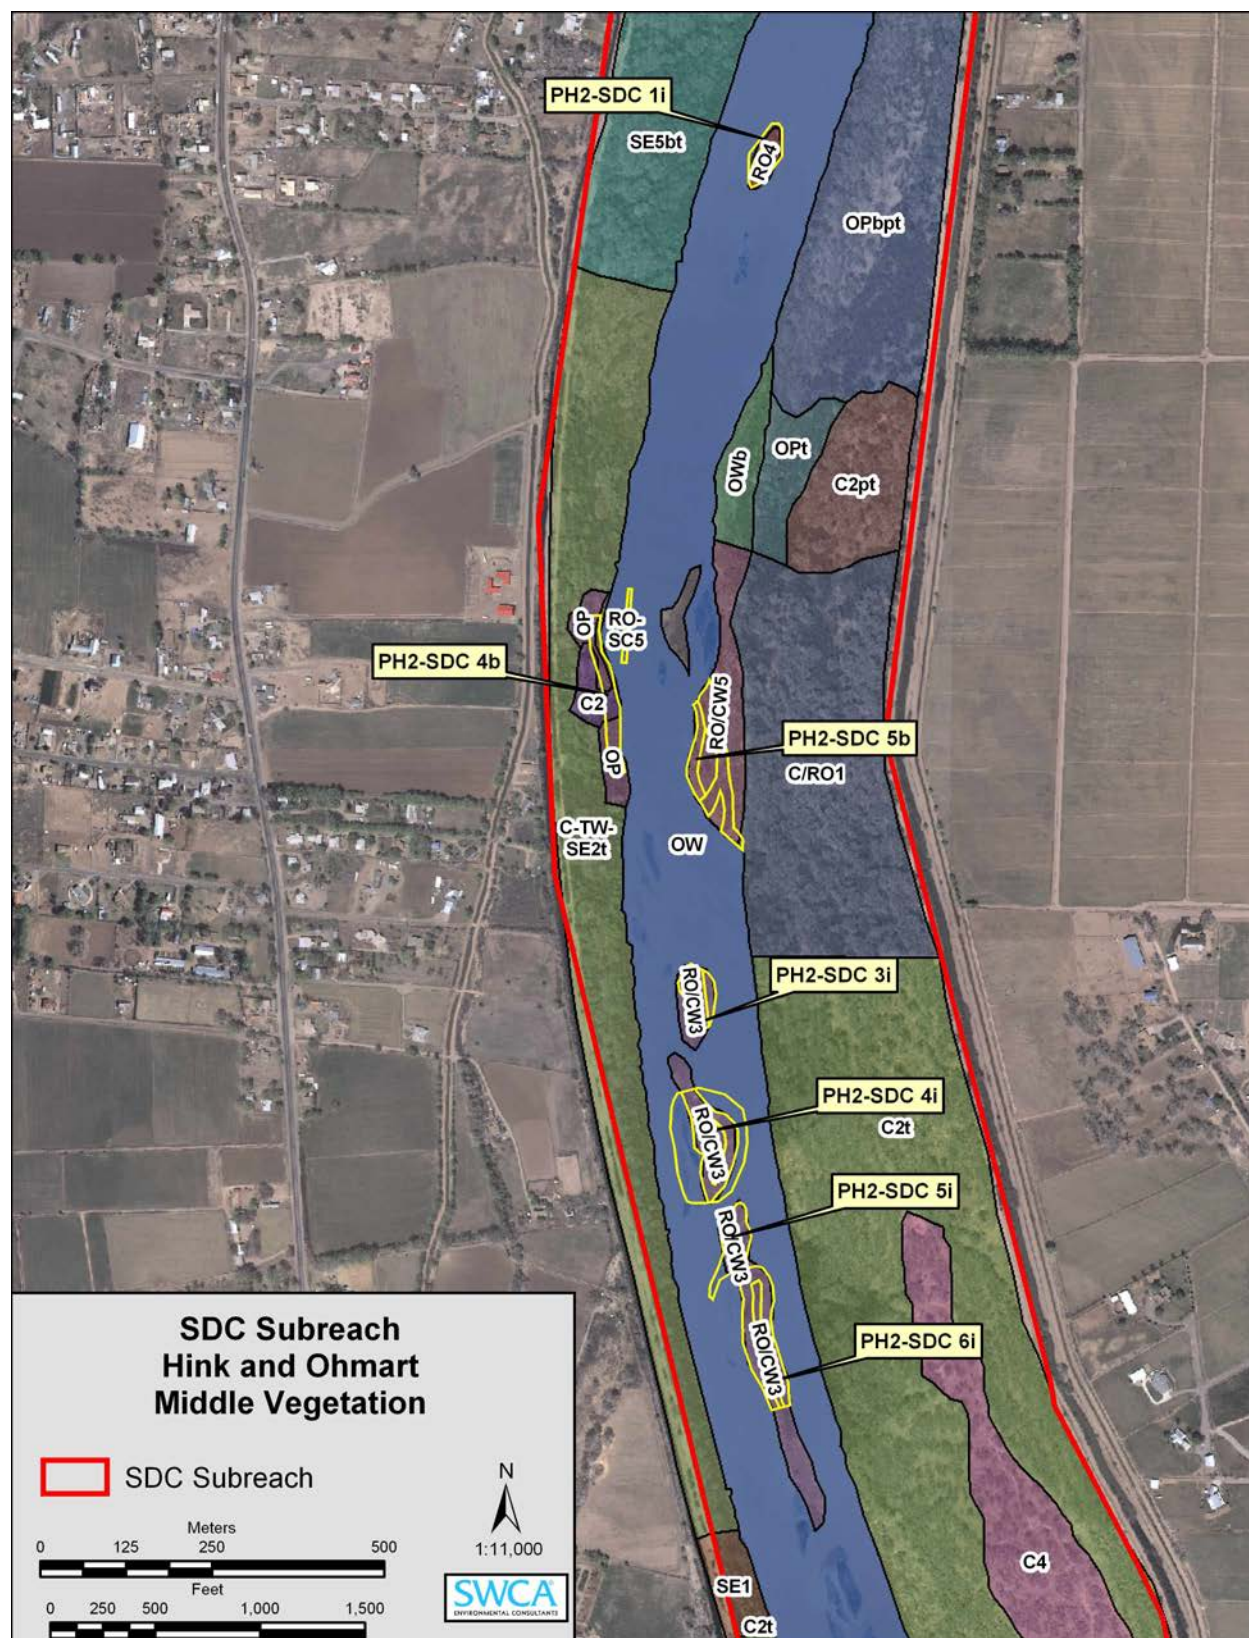 PH2-SDC 1i
SE5bt
RO4
OPbpt
OWb
OPt
C2pt
OP
RO-
SC5
PH2-SDC 4b
C2
RO/CW5
PH2-SDC 5b
C/RO1
OP
C-TW-
SE2t
OW
RO/CW3
PH2-SDC 3i
RO/CW3
PH2-SDC 4i
C2t
PH2-SDC 5i
RO/CW3
RO/CW3
PH2-SDC 6i
SDC Subreach
Hink and Ohmart
Middle Vegetation
SDC Subreach
N
Meters
0 125 250 500
1:11,000
Feet
0 250 500 1,000 1,500
SWCA
ENVIRONMENTAL CONSULTANTS
SE1
C2t
C4